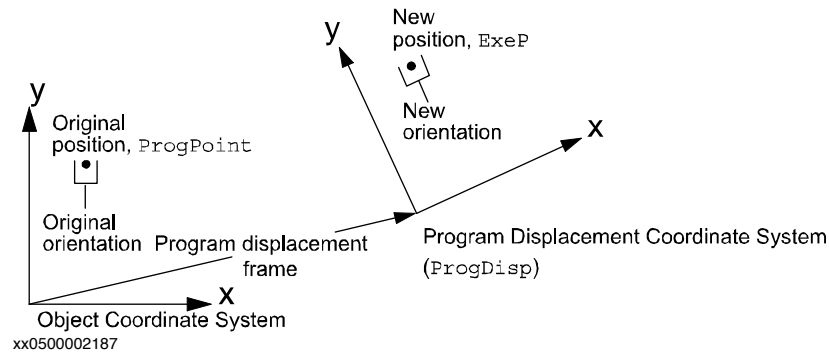 y
Original
position, ProgPoint
Original
orientation
y
New
position, ExeP
New
orientation
x
Program displacement
frame
Program Displacement Coordinate System
(ProgDisp)
x
Object Coordinate System
xx0500002187